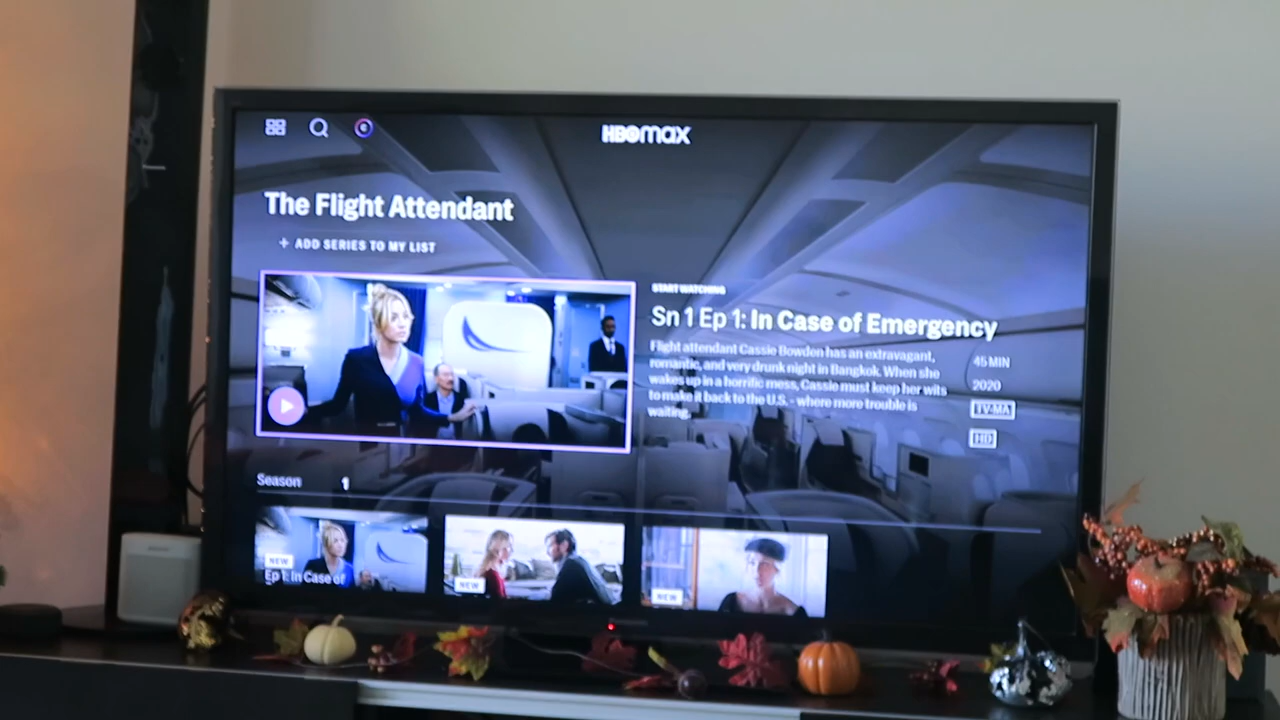 HBOmax
The Flight Attendant
+ ADD SERIES TO MY LIST
START WATCHING
Sn 1 Ep 1: In Case of Emergency
Flight attendant Cassie Bowden has an extravagant,
romantic, and very drunk night in Bangkok. When she
wakes up in a horrific mess, Cassie must keep her wits
to make it back to the U.S. - where more trouble is
waiting.
45 MIN
2020
TV-MA
HD
Season 1
NEW
Ep 1: In Case of
NEW
NEW